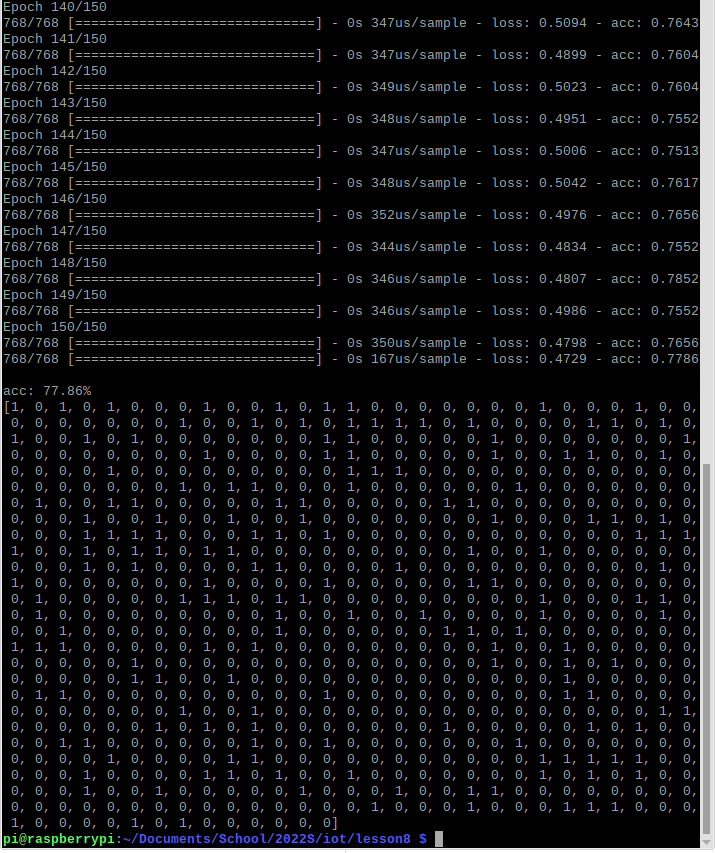 Epoch 140/150
768/768 [==============================] - 0s 347us/sample - loss: 0.5094 - acc: 0.7643
Epoch 141/150
768/768 [==============================] - 0s 347us/sample - loss: 0.4899 - acc: 0.7604
Epoch 142/150
768/768 [==============================] - 0s 349us/sample - loss: 0.5023 - acc: 0.7604
Epoch 143/150
768/768 [==============================] - 0s 348us/sample - loss: 0.4951 - acc: 0.7552
Epoch 144/150
768/768 [==============================] - 0s 347us/sample - loss: 0.5006 - acc: 0.7513
Epoch 145/150
768/768 [==============================] - 0s 348us/sample - loss: 0.5042 - acc: 0.7617
Epoch 146/150
768/768 [==============================] - 0s 352us/sample - loss: 0.4976 - acc: 0.7656
Epoch 147/150
768/768 [==============================] - 0s 344us/sample - loss: 0.4834 - acc: 0.7552
Epoch 148/150
768/768 [==============================] - 0s 346us/sample - loss: 0.4807 - acc: 0.7852
Epoch 149/150
768/768 [==============================] - 0s 346us/sample - loss: 0.4986 - acc: 0.7552
Epoch 150/150
768/768 [==============================] - 0s 350us/sample - loss: 0.4798 - acc: 0.7656
768/768 [==============================] - 0s 167us/sample - loss: 0.4729 - acc: 0.7786
acc: 77.86%
[1, 0, 1, 0, 1, 0, 0, 0, 1, 0, 0, 1, 0, 1, 1, 0, 0, 0, 0, 0, 0, 0, 1, 0, 0, 0, 1, 0, 0,
0, 0, 0, 0, 0, 0, 0, 1, 0, 0, 1, 0, 1, 0, 1, 1, 1, 1, 0, 1, 0, 0, 0, 0, 1, 1, 0, 1, 0,
1, 0, 0, 1, 0, 1, 0, 0, 0, 0, 0, 0, 0, 1, 1, 0, 0, 0, 0, 0, 1, 0, 0, 0, 0, 0, 0, 0, 1,
0, 0, 0, 0, 0, 0, 0, 0, 1, 0, 0, 0, 0, 1, 1, 0, 0, 0, 0, 0, 1, 0, 0, 1, 1, 0, 0, 1, 0,
0, 0, 0, 0, 1, 0, 0, 0, 0, 0, 0, 0, 0, 0, 1, 1, 1, 0, 0, 0, 0, 0, 0, 0, 0, 0, 0, 0, 0,
0, 0, 0, 0, 0, 0, 0, 1, 0, 1, 1, 0, 0, 0, 1, 0, 0, 0, 0, 0, 0, 1, 0, 0, 0, 0, 0, 0, 0,
0, 1, 0, 0, 1, 1, 0, 0, 0, 0, 0, 1, 1, 0, 0, 0, 0, 0, 1, 1, 0, 0, 0, 0, 0, 0, 0, 0, 0,
0, 0, 0, 1, 0, 0, 1, 0, 0, 1, 0, 0, 1, 0, 0, 0, 0, 0, 0, 0, 1, 0, 0, 0, 1, 1, 0, 1, 0,
0, 0, 0, 1, 1, 1, 1, 0, 0, 0, 1, 1, 0, 1, 0, 0, 0, 0, 0, 0, 0, 0, 0, 0, 0, 0, 1, 1, 1,
1, 0, 0, 1, 0, 1, 1, 0, 1, 1, 0, 0, 0, 0, 0, 0, 0, 0, 0, 1, 0, 0, 1, 0, 0, 0, 0, 0, 0,
0, 0, 0, 1, 0, 1, 0, 0, 0, 0, 1, 1, 0, 0, 0, 0, 1, 0, 0, 0, 0, 0, 0, 0, 0, 0, 0, 1, 0,
1, 0, 0, 0, 0, 0, 0, 0, 1, 0, 0, 0, 0, 1, 0, 0, 0, 0, 0, 1, 1, 0, 0, 0, 0, 0, 0, 0, 0,
0, 1, 0, 0, 0, 0, 0, 1, 1, 1, 0, 1, 1, 0, 0, 0, 0, 0, 0, 0, 0, 0, 1, 0, 0, 0, 1, 1, 0,
0, 1, 0, 0, 0, 0, 0, 0, 0, 0, 0, 1, 0, 0, 1, 0, 0, 1, 0, 0, 0, 0, 1, 0, 0, 0, 0, 1, 0,
0, 0, 1, 0, 0, 0, 0, 0, 0, 0, 0, 1, 0, 0, 0, 0, 0, 0, 1, 1, 0, 1, 0, 0, 0, 0, 0, 0, 0,
1, 1, 1, 0, 0, 0, 0, 0, 1, 0, 1, 0, 0, 0, 0, 0, 0, 0, 0, 0, 1, 0, 0, 1, 0, 0, 0, 0, 0,
0, 0, 0, 0, 0, 1, 0, 0, 0, 0, 0, 0, 0, 0, 0, 0, 0, 0, 0, 0, 1, 0, 0, 1, 0, 1, 0, 0, 0,
0, 0, 0, 0, 0, 1, 1, 0, 1, 0, 0, 0, 0, 0, 0, 0, 0, 0, 0, 0, 0, 0, 0, 1, 0, 0, 0, 0, 0,
0, 1, 1, 0, 0, 0, 0, 0, 0, 0, 0, 0, 0, 1, 0, 0, 0, 0, 0, 0, 0, 0, 0, 1, 1, 0, 0, 0, 0,
0, 0, 0, 0, 0, 0, 0, 1, 0, 0, 1, 0, 0, 0, 0, 0, 0, 0, 0, 0, 0, 0, 0, 0, 0, 0, 0, 1, 1,
0, 0, 0, 0, 0, 0, 1, 0, 1, 0, 1, 0, 0, 0, 0, 0, 0, 0, 1, 0, 0, 0, 0, 0, 1, 0, 1, 0, 0,
0, 0, 1, 1, 0, 0, 0, 0, 0, 0, 1, 0, 0, 1, 0, 0, 0, 0, 0, 0, 0, 1, 0, 0, 0, 0, 0, 0, 0,
0, 0, 0, 0, 1, 0, 0, 0, 0, 1, 1, 0, 0, 0, 0, 0, 0, 0, 0, 0, 0, 0, 1, 1, 1, 1, 1, 0, 0,
0, 0, 0, 1, 0, 0, 0, 0, 1, 1, 0, 1, 0, 0, 1, 0, 0, 0, 0, 0, 0, 0, 1, 0, 1, 0, 1, 0, 0,
0, 0, 0, 1, 0, 0, 1, 0, 0, 0, 0, 0, 1, 0, 0, 0, 1, 0, 0, 1, 1, 0, 0, 0, 0, 0, 0, 0, 0,
0, 0, 0, 0, 0, 0, 0, 0, 0, 0, 0, 0, 0, 0, 0, 1, 0, 0, 0, 1, 0, 0, 0, 1, 1, 1, 0, 0, 0,
1, 0, 0, 0, 0, 1, 0, 1, 0, 0, 0, 0, 0, 0]
pi@raspberrypi:~/Documents/School/2022S/iot/lesson8 $